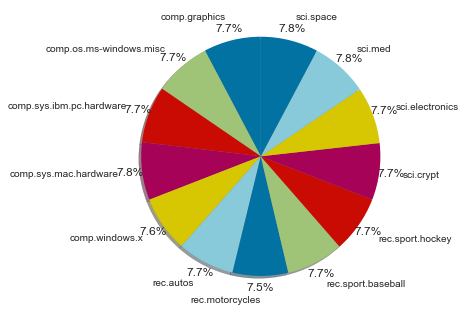 comp.graphics
7.7%
sci.space
7.8%
comp.os.ms-windows.misc
7.7%
sci.med
7.8%
comp.sys.ibm.pc.hardware
7.7%
sci.electronics
7.7%
comp.sys.mac.hardware
7.8%
sci.crypt
7.7%
comp.windows.x
7.6%
rec.sport.hockey
7.7%
rec.autos
7.7%
rec.sport.baseball
7.7%
rec.motorcycles
7.5%